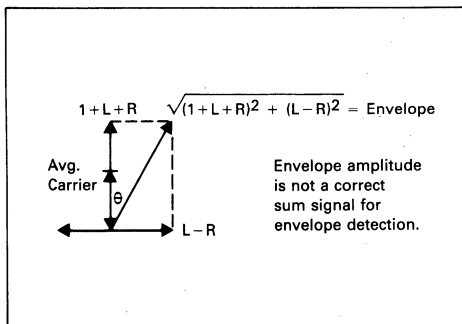 1+L+R √(1+L+R)² + (L−R)² = Envelope
Avg.
Carrier
θ
L−R
Envelope amplitude
is not a correct
sum signal for
envelope detection.